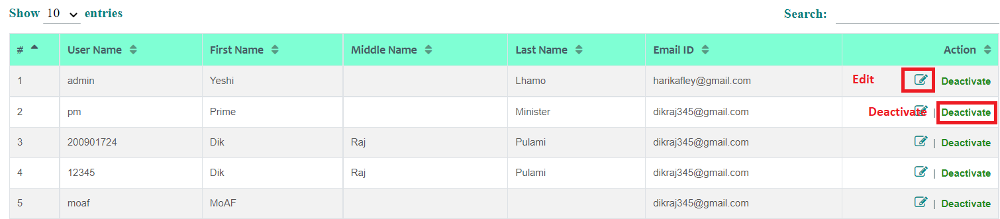 Show 10 entries Search:
# User Name First Name Middle Name Last Name Email ID Action
1 admin Yeshi Lhamo harikafley@gmail.com Edit Deactivate
2 pm Prime Minister dikraj345@gmail.com Deactivate | Deactivate
3 200901724 Dik Raj Pulami dikraj345@gmail.com | Deactivate
4 12345 Dik Raj Pulami dikraj345@gmail.com | Deactivate
5 moaf MoAF dikraj345@gmail.com | Deactivate